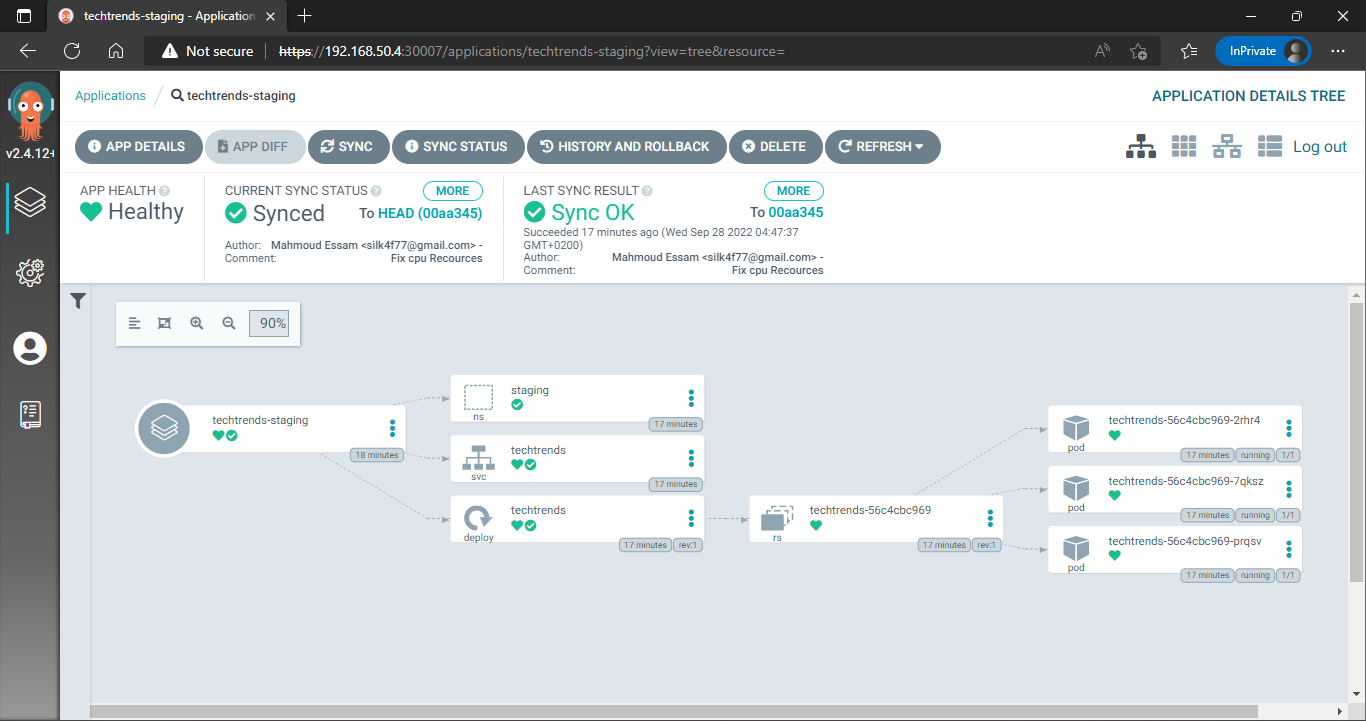 techtrends-staging - Application
Not secure
https://192.168.50.4:30007/applications/techtrends-staging?view=tree&resource=
InPrivate
v2.4.12+
Applications / techtrends-staging
APPLICATION DETAILS TREE
APP DETAILS
APP DIFF
SYNC
SYNC STATUS
HISTORY AND ROLLBACK
DELETE
REFRESH
Log out
APP HEALTH
Healthy
CURRENT SYNC STATUS
MORE
Synced
To HEAD (00aa345)
Author: Mahmoud Essam <silk4f77@gmail.com> -
Comment: Fix cpu Recources
LAST SYNC RESULT
MORE
Sync OK
To 00aa345
Succeeded 17 minutes ago (Wed Sep 28 2022 04:47:37
GMT+0200)
Author: Mahmoud Essam <silk4f77@gmail.com> -
Comment: Fix cpu Recources
90%
techtrends-staging
18 minutes
staging
ns
17 minutes
techtrends
svc
17 minutes
techtrends
deploy
17 minutes rev:1
techtrends-56c4cbc969
rs
17 minutes rev:1
techtrends-56c4cbc969-2rhr4
pod
17 minutes running 1/1
techtrends-56c4cbc969-7qksz
pod
17 minutes running 1/1
techtrends-56c4cbc969-prqsv
pod
17 minutes running 1/1